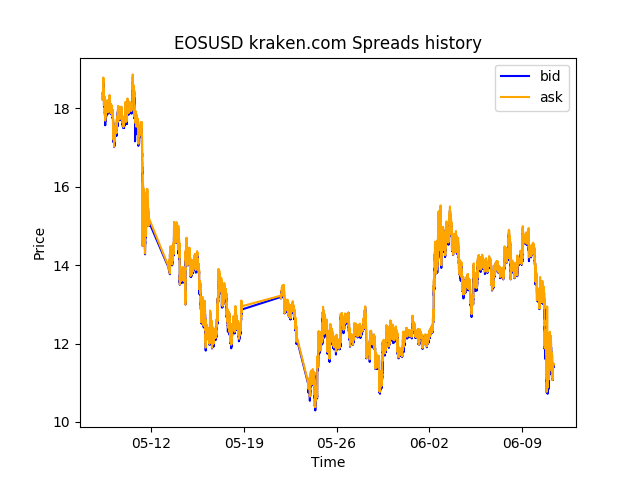 EOSUSD kraken.com Spreads history
bid
ask
Price
18
16
14
12
10
05-12 05-19 05-26 06-02 06-09
Time